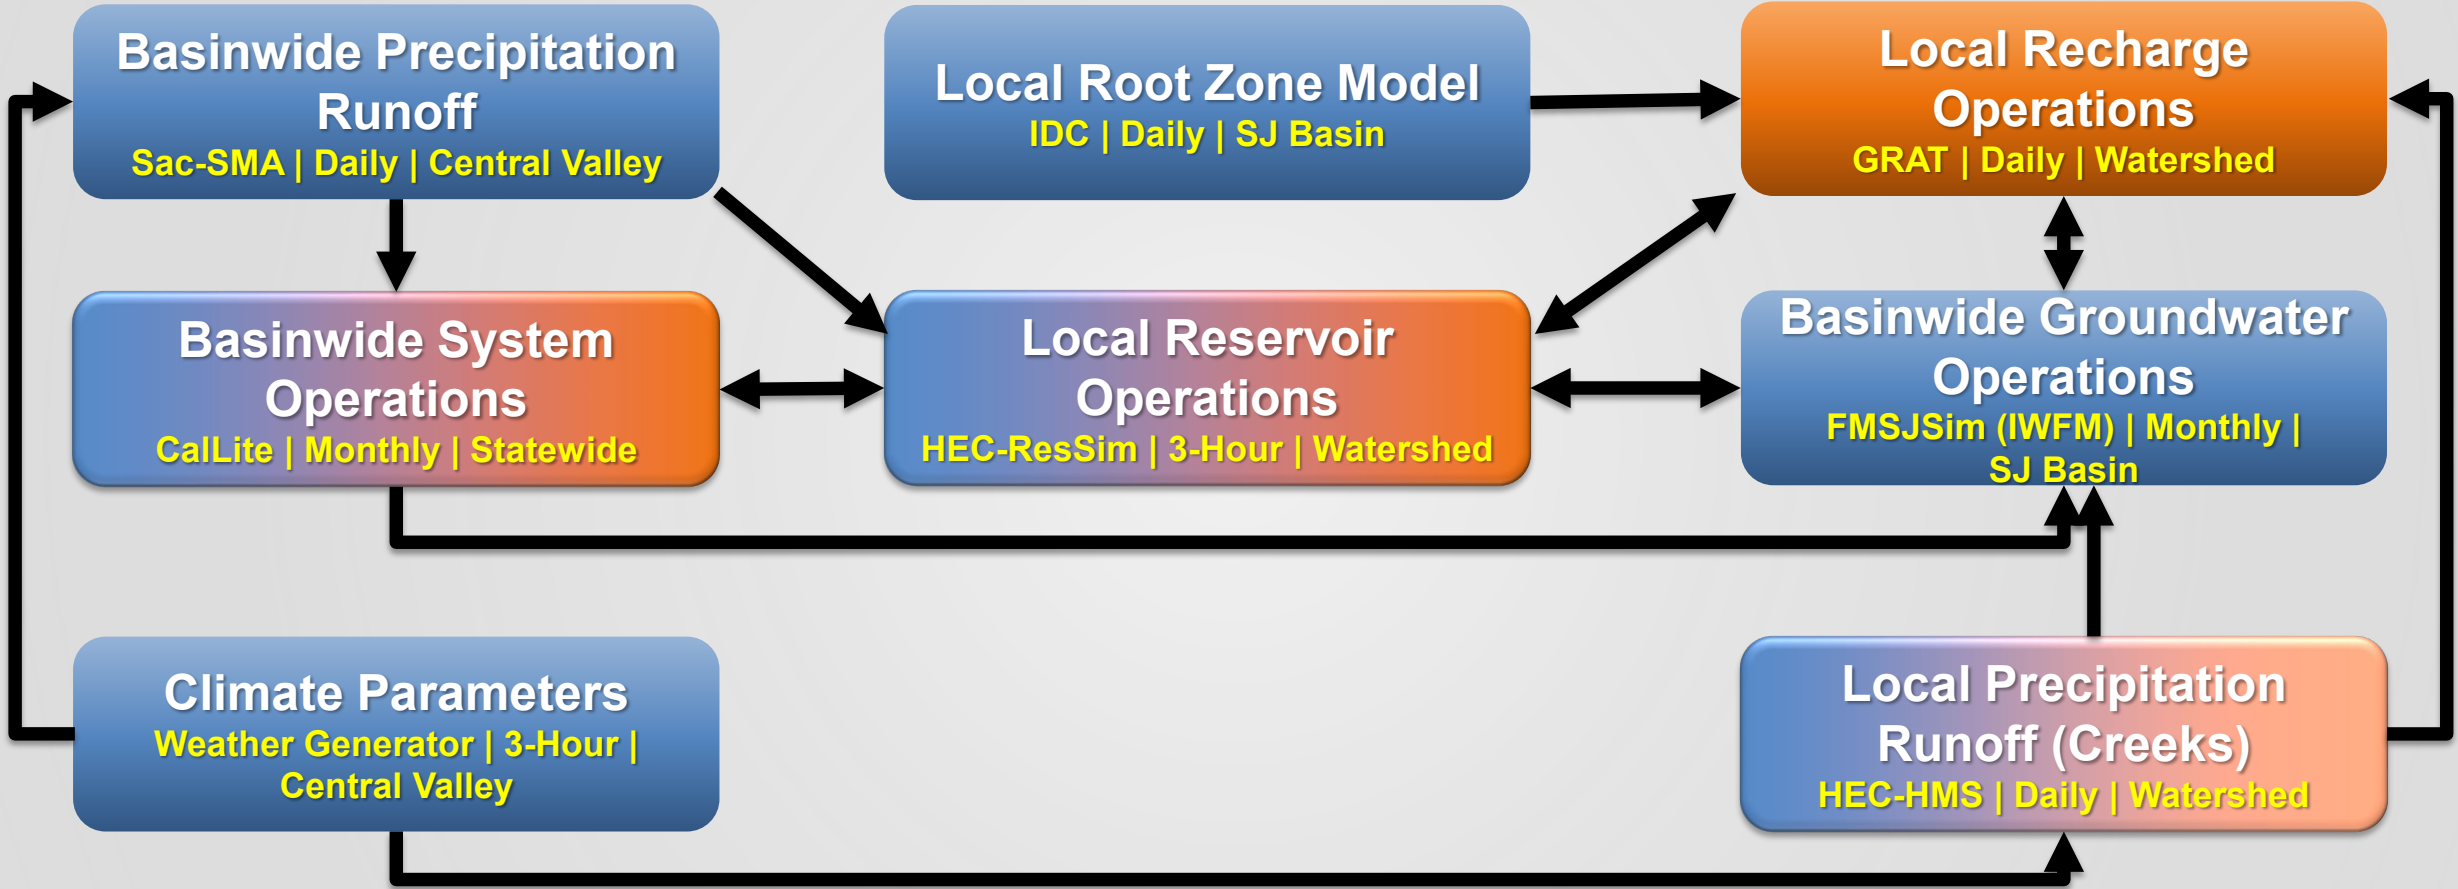 Basinwide Precipitation
Runoff
Sac-SMA | Daily | Central Valley
Local Root Zone Model
IDC | Daily | SJ Basin
Local Recharge
Operations
GRAT | Daily | Watershed
Basinwide System
Operations
CalLite | Monthly | Statewide
Local Reservoir
Operations
HEC-ResSim | 3-Hour | Watershed
Basinwide Groundwater
Operations
FMSJSim (IWFM) | Monthly |
SJ Basin
Climate Parameters
Weather Generator | 3-Hour |
Central Valley
Local Precipitation
Runoff (Creeks)
HEC-HMS | Daily | Watershed